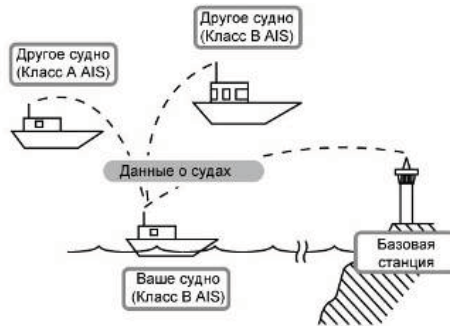 Другое судно
(Класс A AIS)
Другое судно
(Класс B AIS)
Данные о судах
Базовая
станция
Ваше судно
(Класс B AIS)